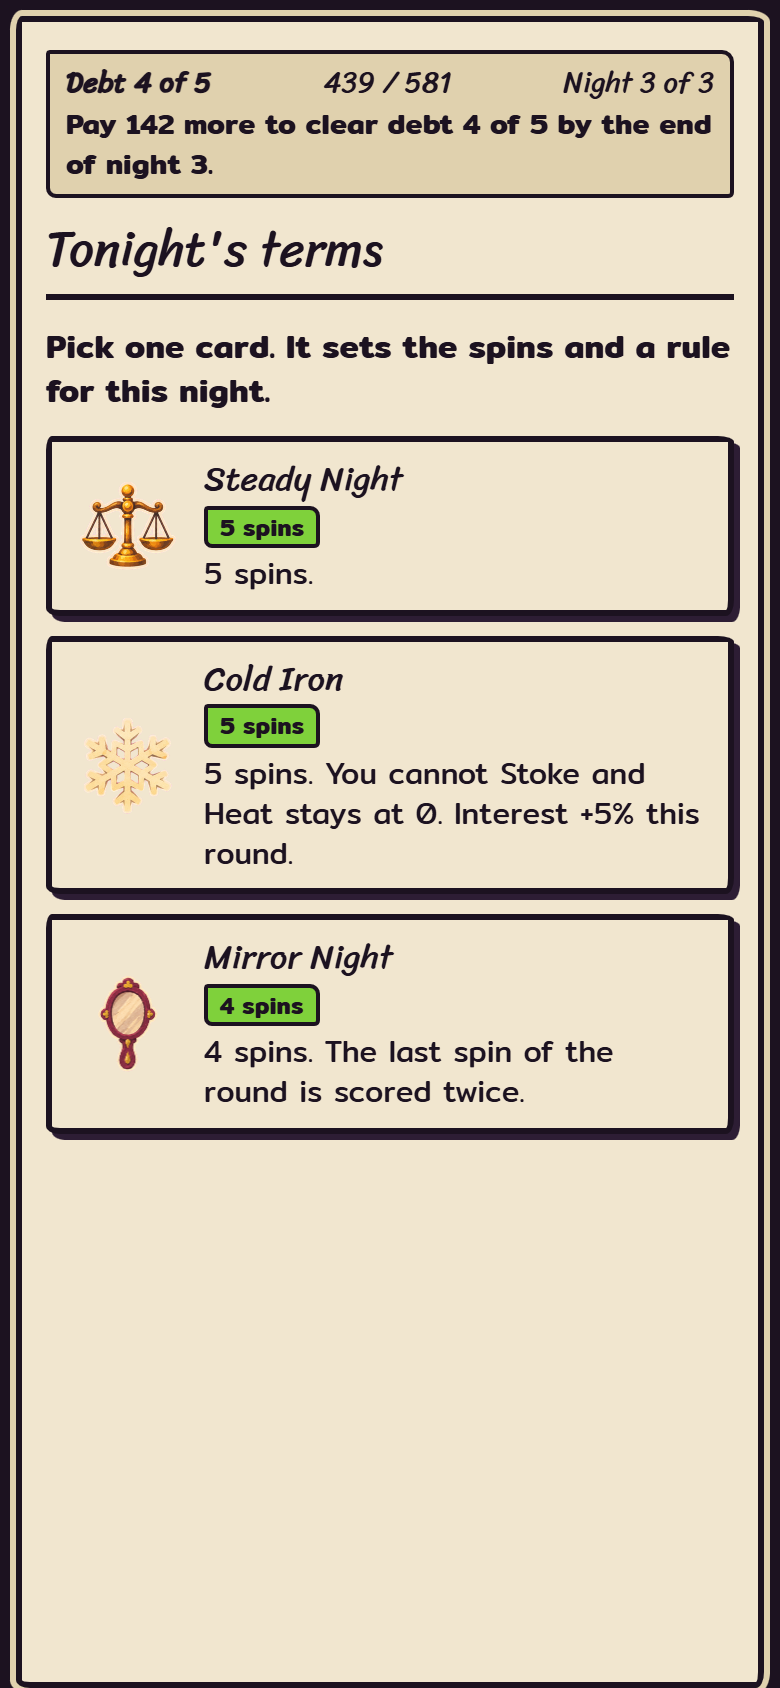 Debt 4 of 5 439 / 581 Night 3 of 3
Pay 142 more to clear debt 4 of 5 by the end
of night 3.
Tonight's terms
Pick one card. It sets the spins and a rule
for this night.
Steady Night
5 spins
5 spins.
Cold Iron
5 spins
5 spins. You cannot Stoke and
Heat stays at 0. Interest +5% this
round.
Mirror Night
4 spins
4 spins. The last spin of the
round is scored twice.